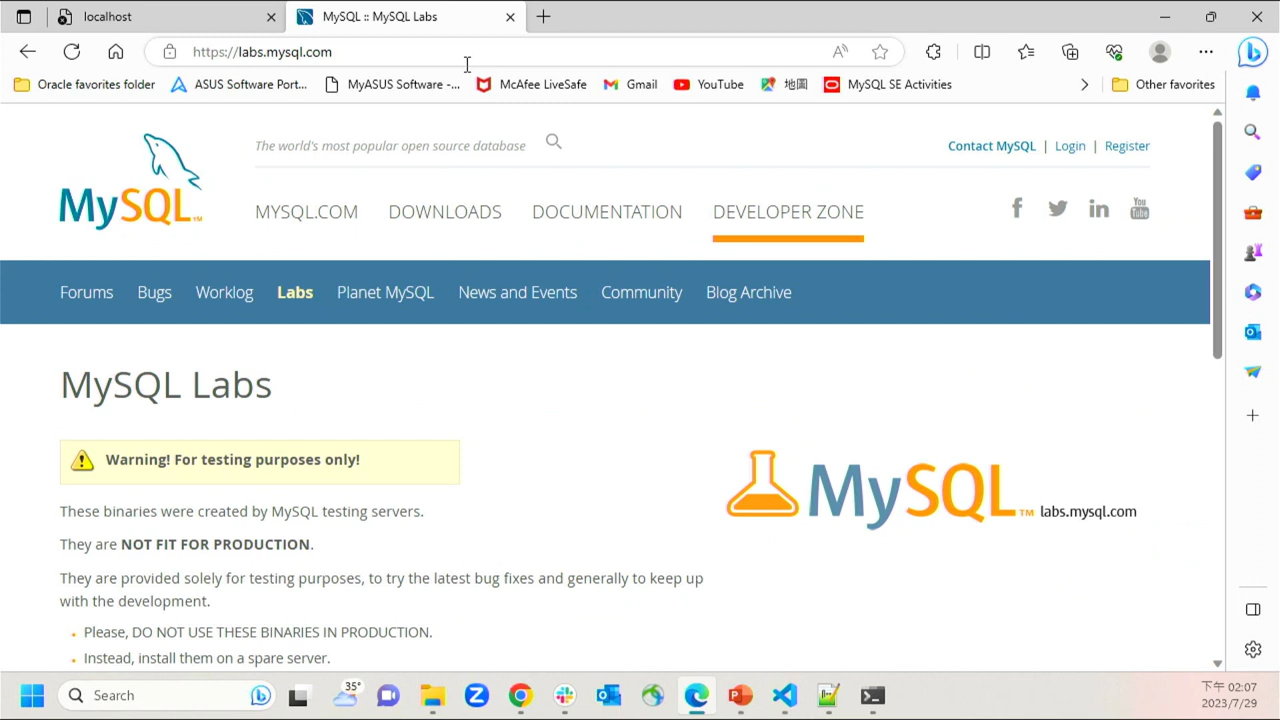 localhost
MySQL :: MySQL Labs
https://labs.mysql.com
Oracle favorites folder
ASUS Software Port...
MyASUS Software -...
McAfee LiveSafe
Gmail
YouTube
地圖
MySQL SE Activities
Other favorites
MySQL™
The world's most popular open source database
Contact MySQL | Login | Register
MYSQL.COM DOWNLOADS DOCUMENTATION DEVELOPER ZONE
You Tube
Forums Bugs Worklog Labs Planet MySQL News and Events Community Blog Archive
MySQL Labs
Warning! For testing purposes only!
MySQL™ labs.mysql.com
These binaries were created by MySQL testing servers.
They are NOT FIT FOR PRODUCTION.
They are provided solely for testing purposes, to try the latest bug fixes and generally to keep up
with the development.
Please, DO NOT USE THESE BINARIES IN PRODUCTION.
Instead, install them on a spare server.
Search
35°
下午 02:07
2023/7/29